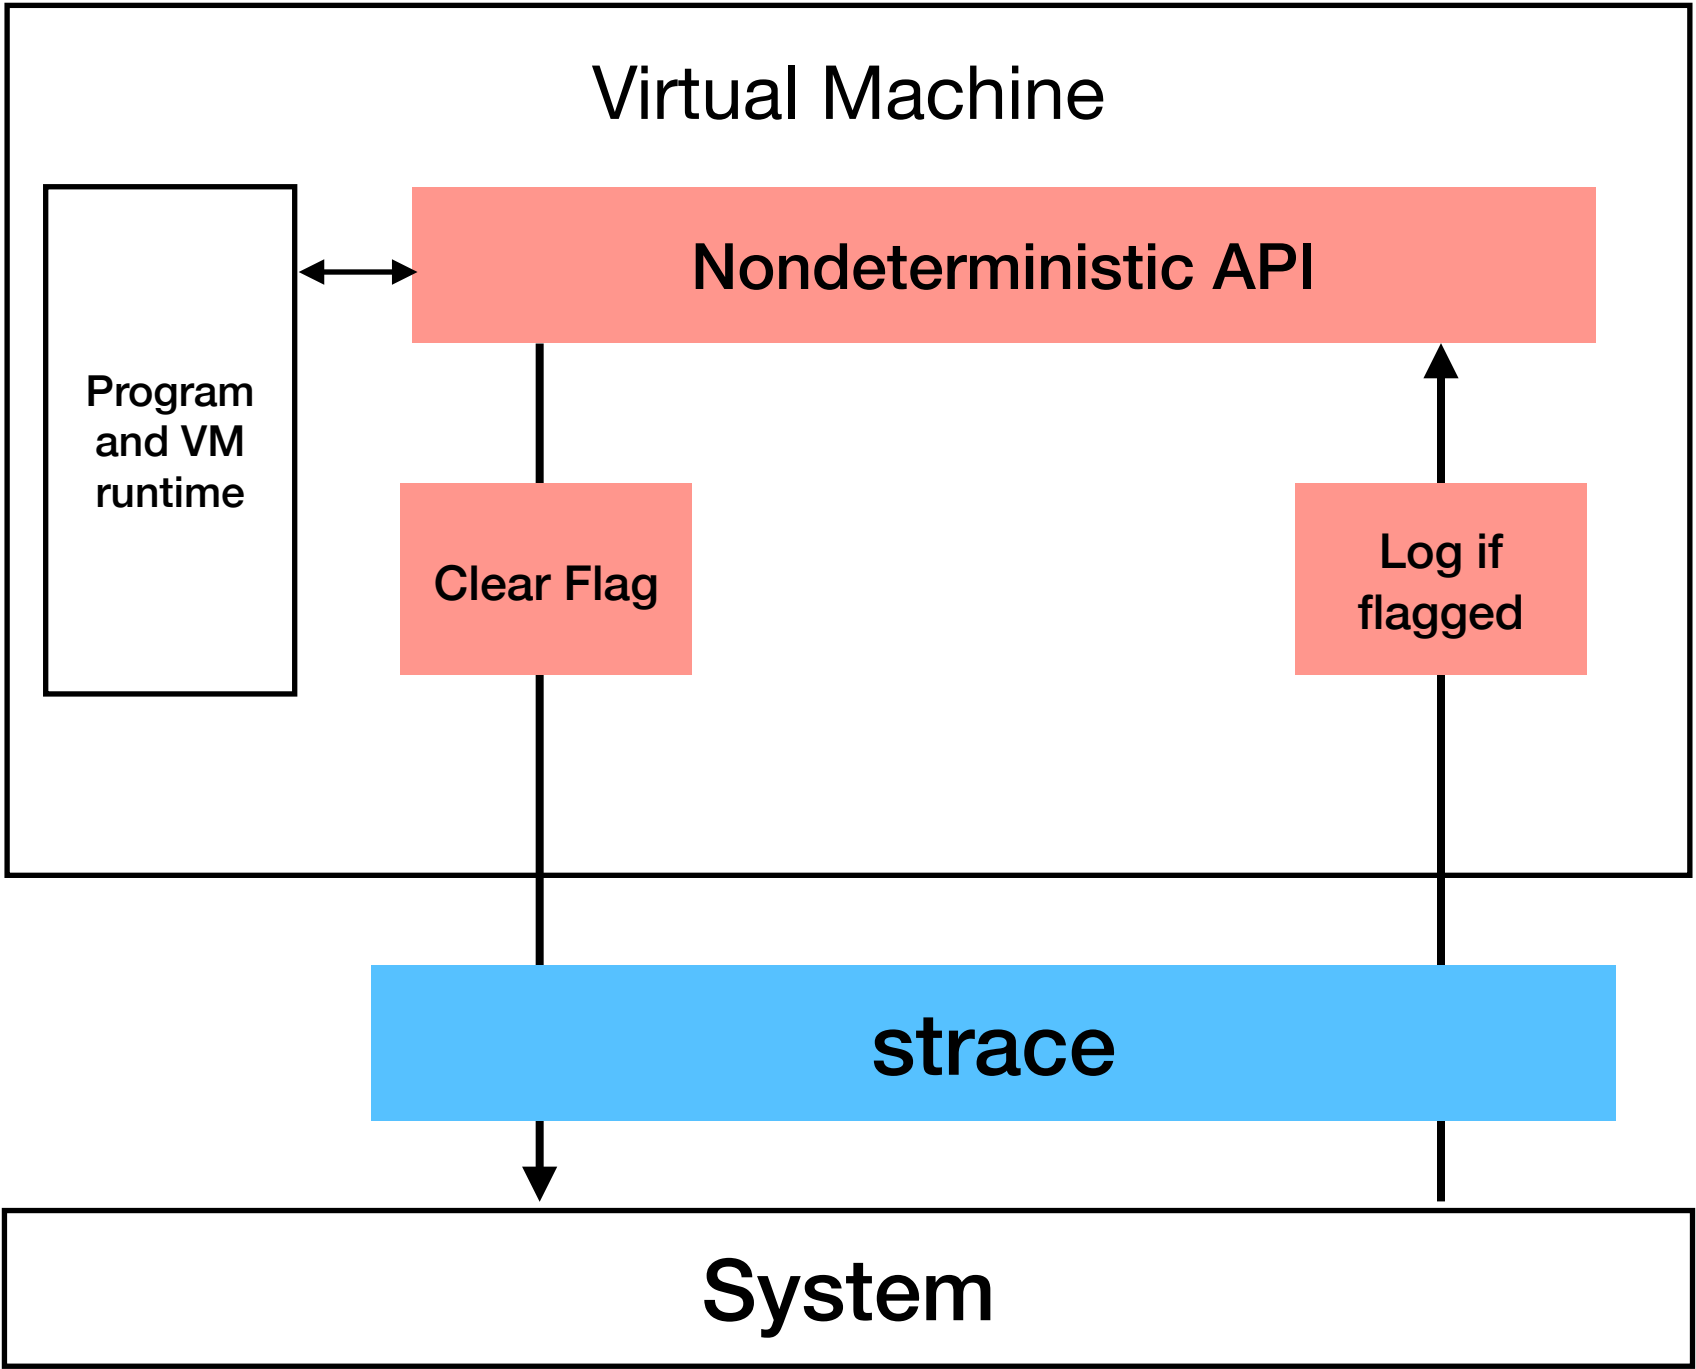 Virtual Machine
Nondeterministic API
Program
and VM
runtime
Clear Flag
Log if
flagged
strace
System